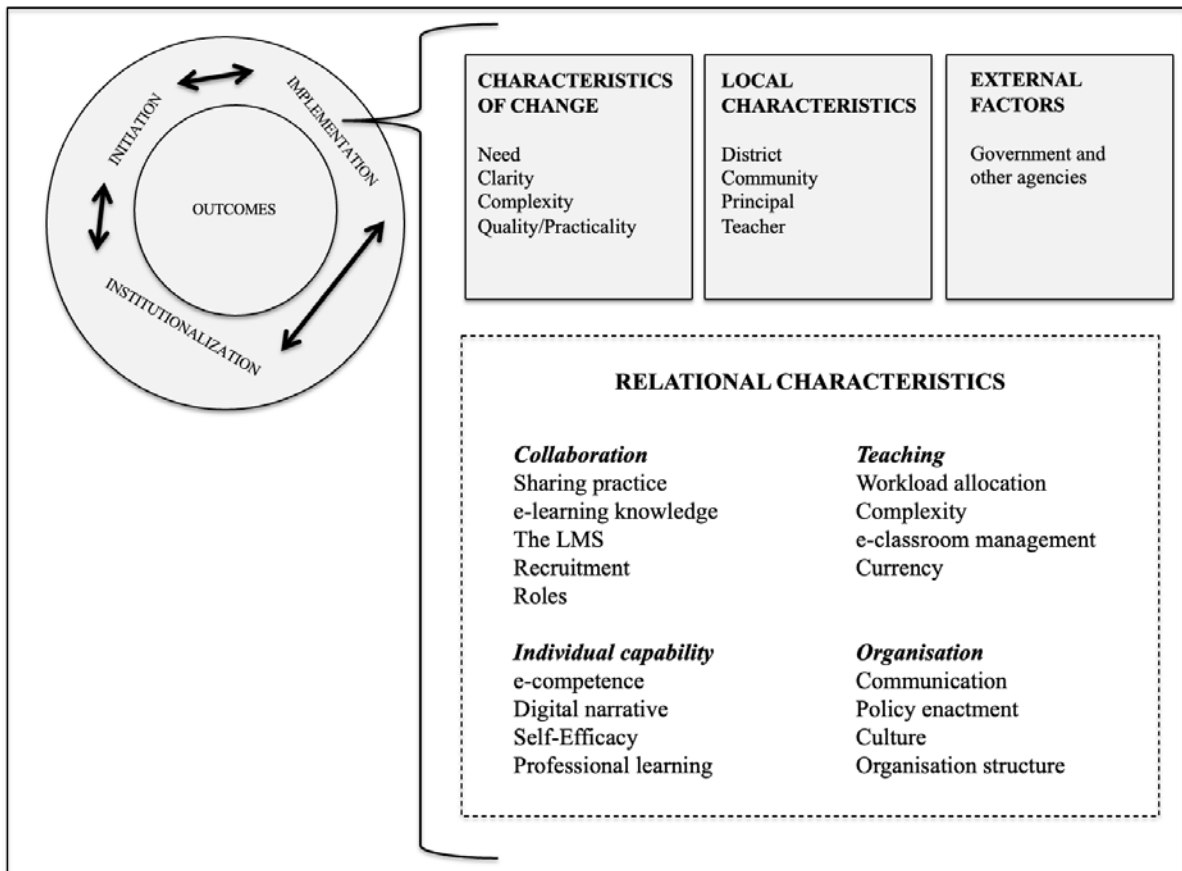 INITIATION
IMPLEMENTATION
OUTCOMES
INSTITUTIONALIZATION
CHARACTERISTICS
OF CHANGE
Need
Clarity
Complexity
Quality/Practicality
LOCAL
CHARACTERISTICS
District
Community
Principal
Teacher
EXTERNAL
FACTORS
Government and
other agencies
RELATIONAL CHARACTERISTICS
Collaboration
Sharing practice
e-learning knowledge
The LMS
Recruitment
Roles
Teaching
Workload allocation
Complexity
e-classroom management
Currency
Individual capability
e-competence
Digital narrative
Self-Efficacy
Professional learning
Organisation
Communication
Policy enactment
Culture
Organisation structure